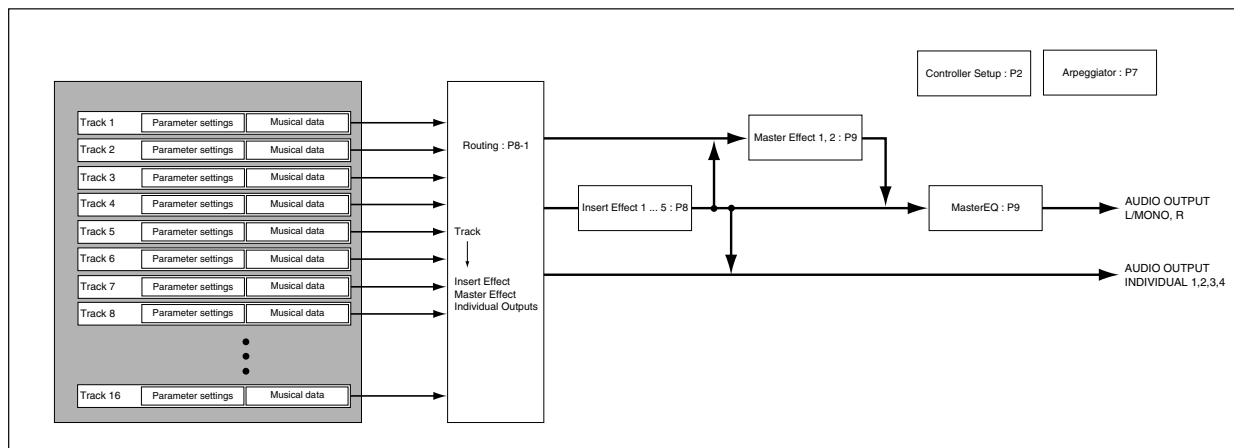 Controller Setup : P2
Arpeggiator : P7
Track 1 Parameter settings Musical data
Track 2 Parameter settings Musical data
Track 3 Parameter settings Musical data
Track 4 Parameter settings Musical data
Track 5 Parameter settings Musical data
Track 6 Parameter settings Musical data
Track 7 Parameter settings Musical data
Track 8 Parameter settings Musical data
Track 16 Parameter settings Musical data
Routing : P8-1
Track
Insert Effect
Master Effect
Individual Outputs
Master Effect 1, 2 : P9
Insert Effect 1 ... 5 : P8
MasterEQ : P9
AUDIO OUTPUT
L/MONO, R
AUDIO OUTPUT
INDIVIDUAL 1,2,3,4